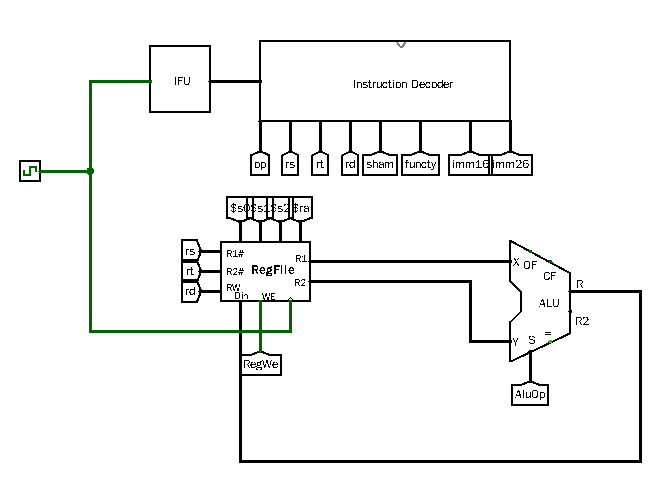 IFU
Instruction Decoder
op rs rt rd sham functy imm16 imm26
$s0 $s1 $s2 $ra
rs R1# R1
rt R2# RegFile R2
rd RW
Din WE
RegWe
X OF CF
ALU R
R2
Y S =
AluOp